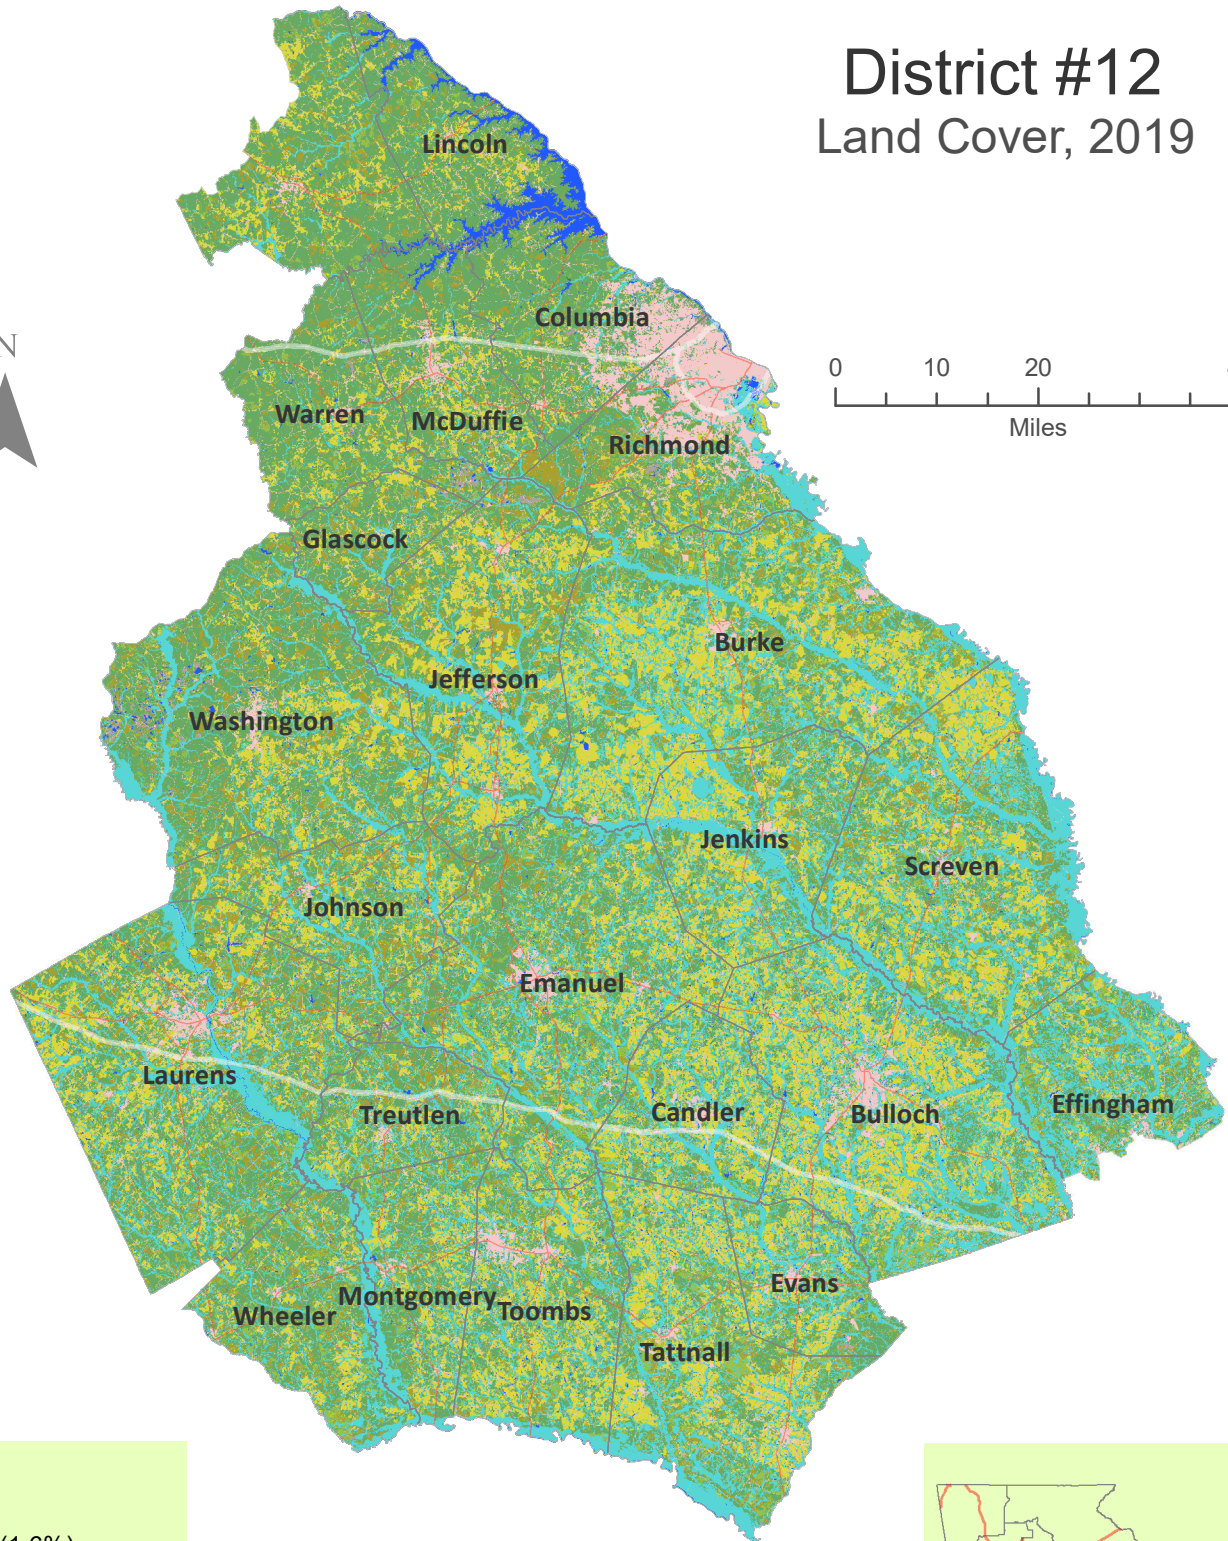 District #12
Land Cover, 2019
N
0 10 20
Miles
Lincoln
Columbia
Warren
McDuffie
Richmond
Glascock
Burke
Jefferson
Washington
Jenkins
Screven
Johnson
Emanuel
Laurens
Treutlen
Candler
Bulloch
Effingham
Evans
Montgomery
Toombs
Wheeler
Tattnall